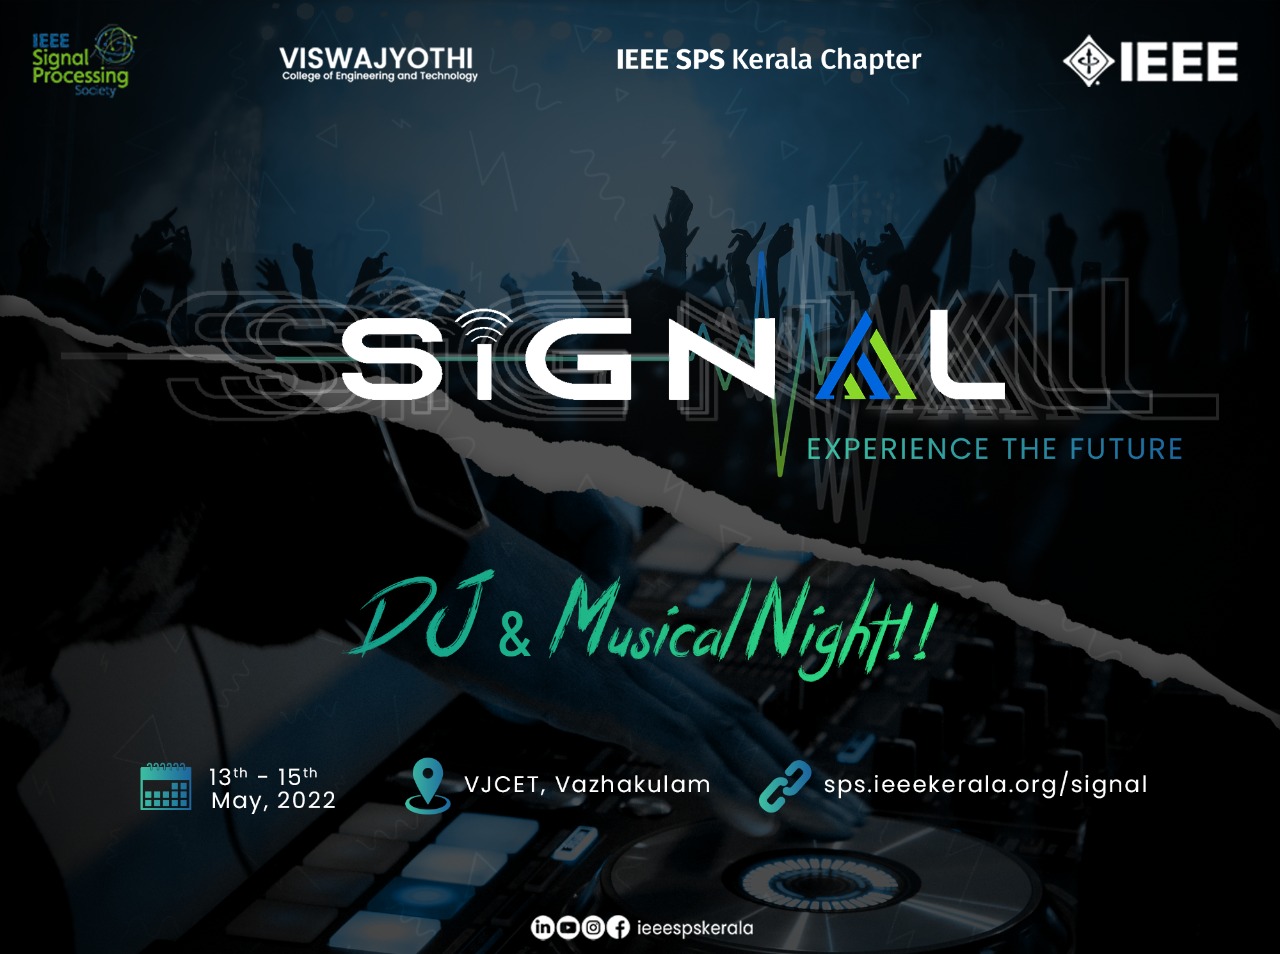 IEEE
Signal
Processing
Society
VISWAJYOTHI
College of Engineering and Technology
IEEE SPS Kerala Chapter
IEEE
SiGNAL
EXPERIENCE THE FUTURE
DJ & Musical Night!!
13th - 15th
May, 2022
VJCET, Vazhakulam
sps.ieeekerala.org/signal
in
ieeespskerala